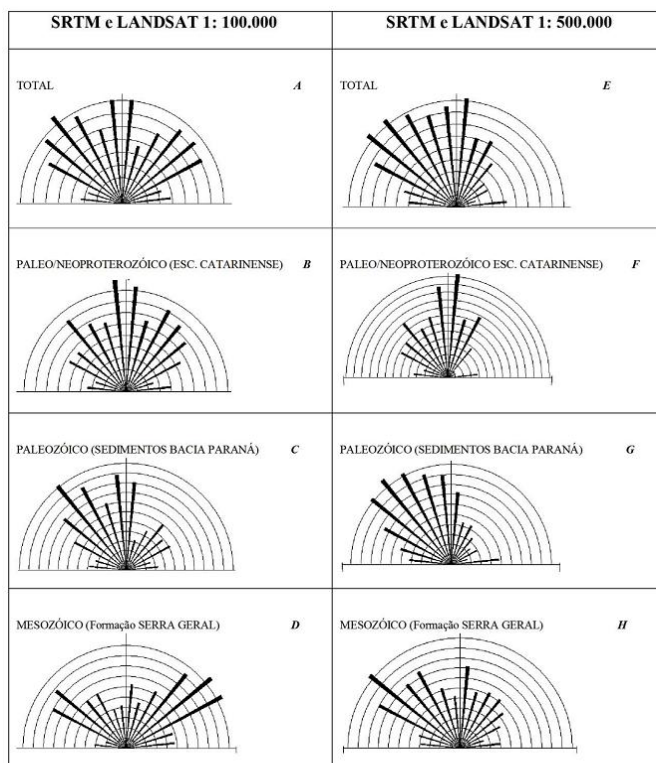 SRTM e LANDSAT 1: 100.000
SRTM e LANDSAT 1: 500.000
TOTAL A
TOTAL E
PALEO/NEOPROTEROZÓICO (ESC. CATARINENSE) B
PALEO/NEOPROTEROZÓICO ESC. CATARINENSE) F
PALEOZÓICO (SEDIMENTOS BACIA PARANÁ) C
PALEOZÓICO (SEDIMENTOS BACIA PARANÁ) G
MESOZÓICO (Formação SERRA GERAL) D
MESOZÓICO (Formação SERRA GERAL) H